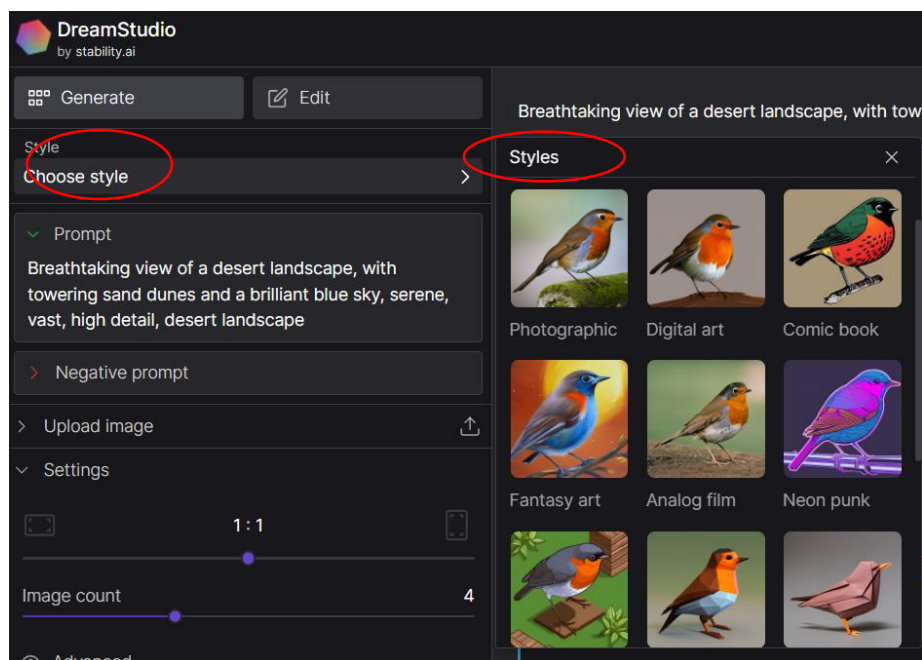 DreamStudio
by stability.ai
Generate
Edit
Style
Choose style
Prompt
Breathtaking view of a desert landscape, with
towering sand dunes and a brilliant blue sky, serene,
vast, high detail, desert landscape
Negative prompt
Upload image
Settings
1:1
Image count
4
Advanced
Breathtaking view of a desert landscape, with tow
Styles
Photographic
Digital art
Comic book
Fantasy art
Analog film
Neon punk